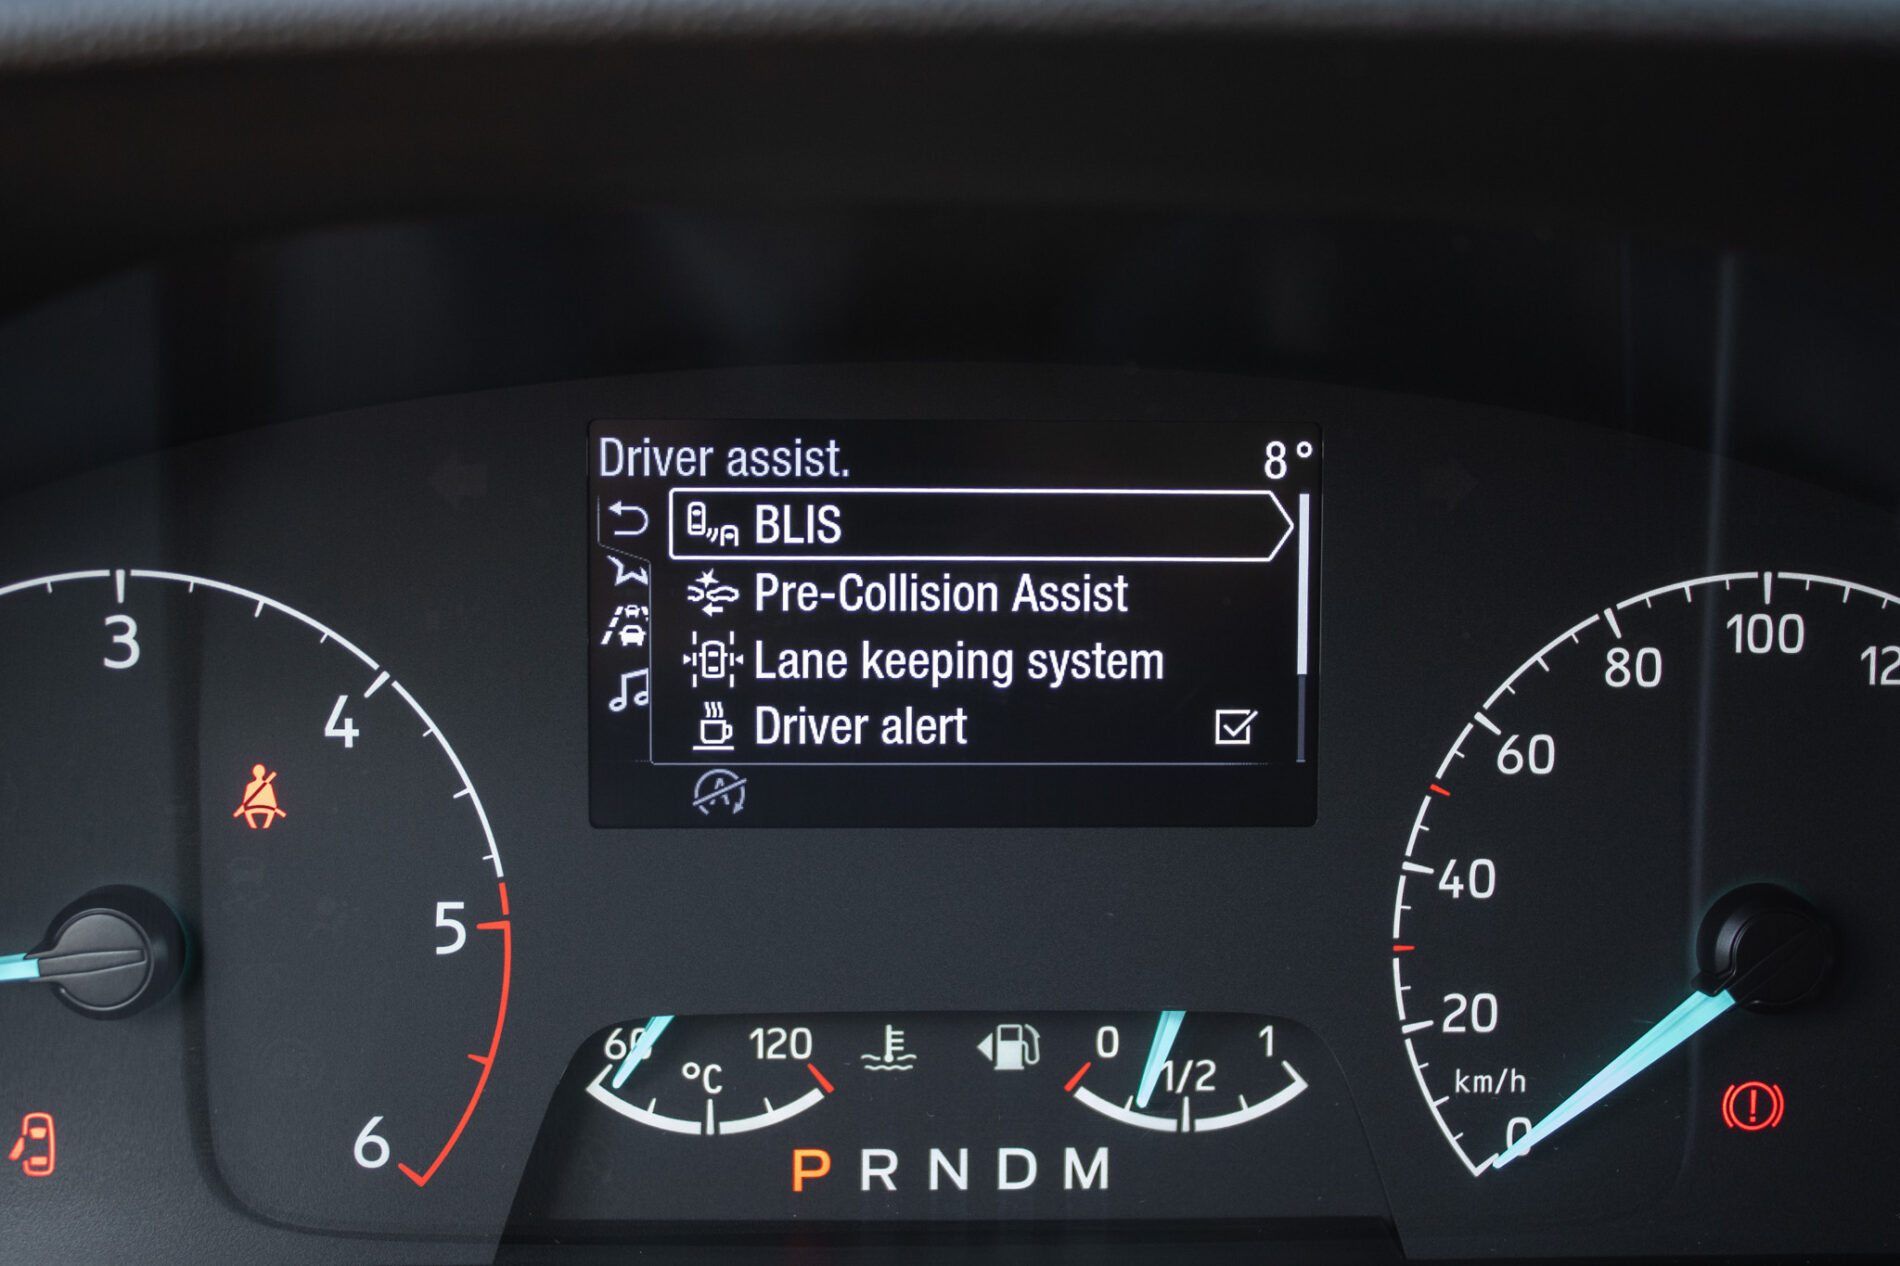 Driver assist. 8°
BLIS
Pre-Collision Assist
Lane keeping system
Driver alert
3
4
5
6
60 120
°C
0 1/2 1
P R N D M
100
80
60
40
20
km/h
0